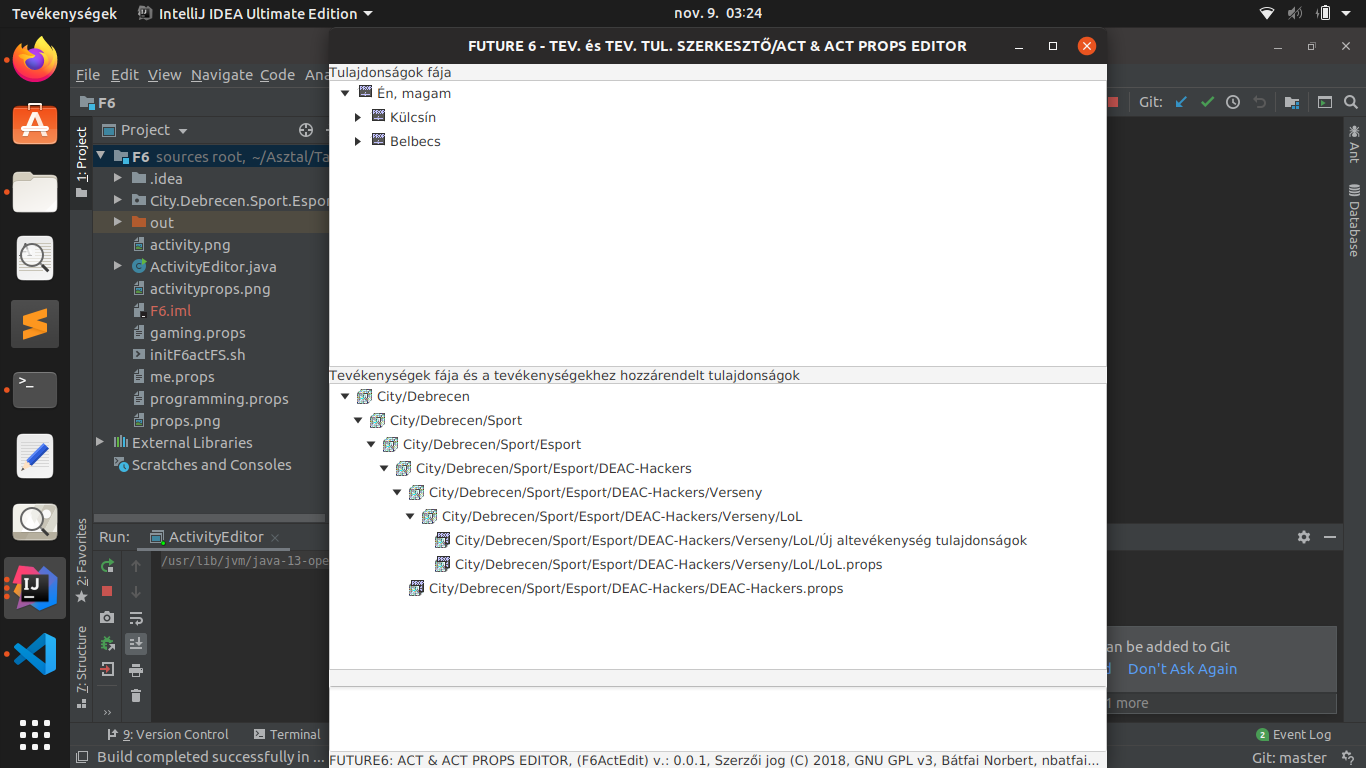 Tevékenységek IntelliJ IDEA Ultimate Edition nov. 9. 03:24
FUTURE 6 - TEV. és TEV. TUL. SZERKESZTŐ/ACT & ACT PROPS EDITOR
File Edit View Navigate Code Ana
F6 Git:
Project
1: Project
F6 sources root, ~/Asztal/Ta
.idea
City.Debrecen.Sport.Espor
out
activity.png
ActivityEditor.java
activityprops.png
F6.iml
gaming.props
initF6actFS.sh
me.props
programming.props
props.png
External Libraries
Scratches and Consoles
Tulajdonságok fája
Én, magam
Külcsín
Belbecs
Tevékenységek fája és a tevékenységekhez hozzárendelt tulajdonságok
City/Debrecen
City/Debrecen/Sport
City/Debrecen/Sport/Esport
City/Debrecen/Sport/Esport/DEAC-Hackers
City/Debrecen/Sport/Esport/DEAC-Hackers/Verseny
City/Debrecen/Sport/Esport/DEAC-Hackers/Verseny/LoL
City/Debrecen/Sport/Esport/DEAC-Hackers/Verseny/LoL/Új altevékenység tulajdonságok
City/Debrecen/Sport/Esport/DEAC-Hackers/Verseny/LoL/LoL.props
City/Debrecen/Sport/Esport/DEAC-Hackers/DEAC-Hackers.props
Ant
Database
2: Favorites
7: Structure
Run: ActivityEditor
/usr/lib/jvm/java-13-ope
an be added to Git
d Don't Ask Again
1 more
9: Version Control Terminal
2 Event Log
Build completed successfully in ...
FUTURE6: ACT & ACT PROPS EDITOR, (F6ActEdit) v.: 0.0.1, Szerzői jog (C) 2018, GNU GPL v3, Bátfai Norbert, nbatfai...
Git: master